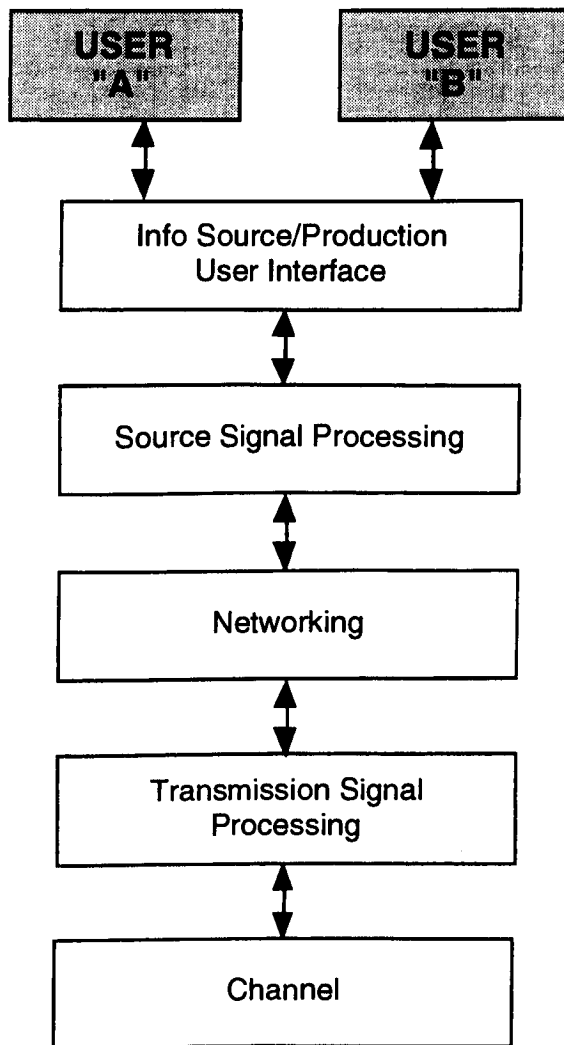 USER
"A"
USER
"B"
Info Source/Production
User Interface
Source Signal Processing
Networking
Transmission Signal
Processing
Channel